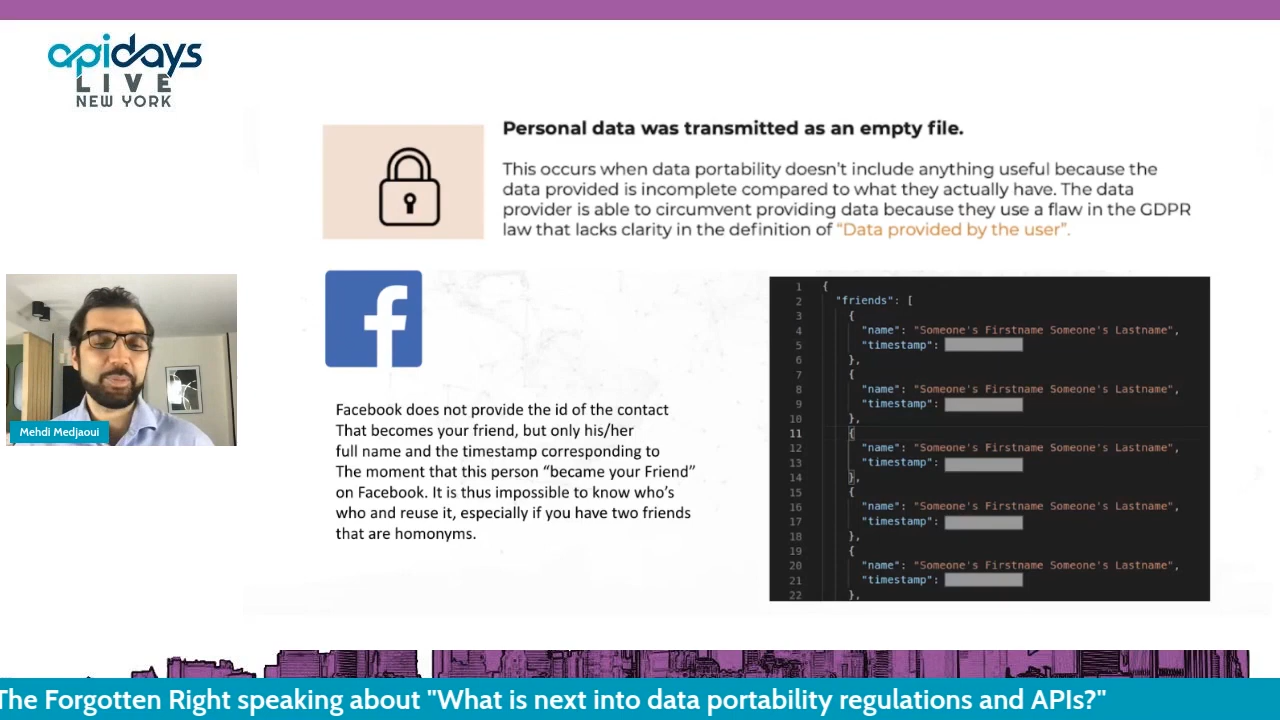 apidays
LIVE
NEW YORK
Personal data was transmitted as an empty file.
This occurs when data portability doesn't include anything useful because the
data provided is incomplete compared to what they actually have. The data
provider is able to circumvent providing data because they use a flaw in the GDPR
law that lacks clarity in the definition of “Data provided by the user”.
f
Facebook does not provide the id of the contact
That becomes your friend, but only his/her
full name and the timestamp corresponding to
The moment that this person “became your Friend”
on Facebook. It is thus impossible to know who's
who and reuse it, especially if you have two friends
that are homonyms.
1 {
2 "friends": [
3 {
4 "name": "Someone's Firstname Someone's Lastname",
5 "timestamp":
6 },
7 {
8 "name": "Someone's Firstname Someone's Lastname",
9 "timestamp":
10 },
11 {
12 "name": "Someone's Firstname Someone's Lastname",
13 "timestamp":
14 },
15 {
16 "name": "Someone's Firstname Someone's Lastname",
17 "timestamp":
18 },
19 {
20 "name": "Someone's Firstname Someone's Lastname",
21 "timestamp":
22 },
Mehdi Medjaoui
The Forgotten Right speaking about "What is next into data portability regulations and APIs?"